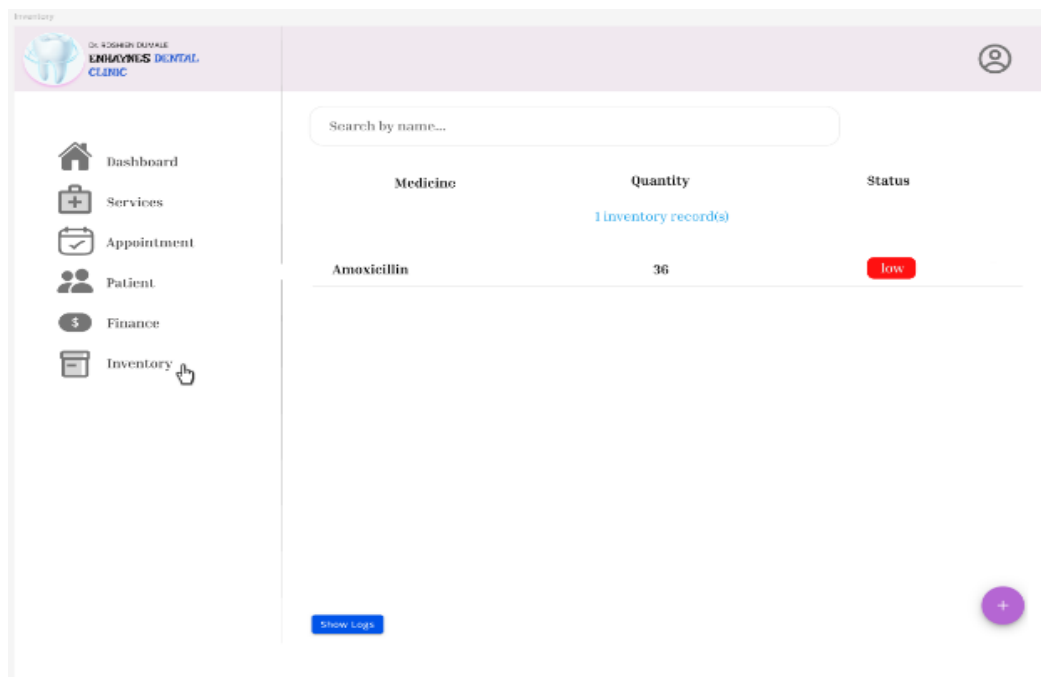 Inventory
ENHAYNES DENTAL
CLINIC
Search by name...
Dashboard
Services
Appointment
Patient
Finance
Inventory
Medicine Quantity Status
1 inventory record(s)
Amoxicillin 36 low
Show Logs
+